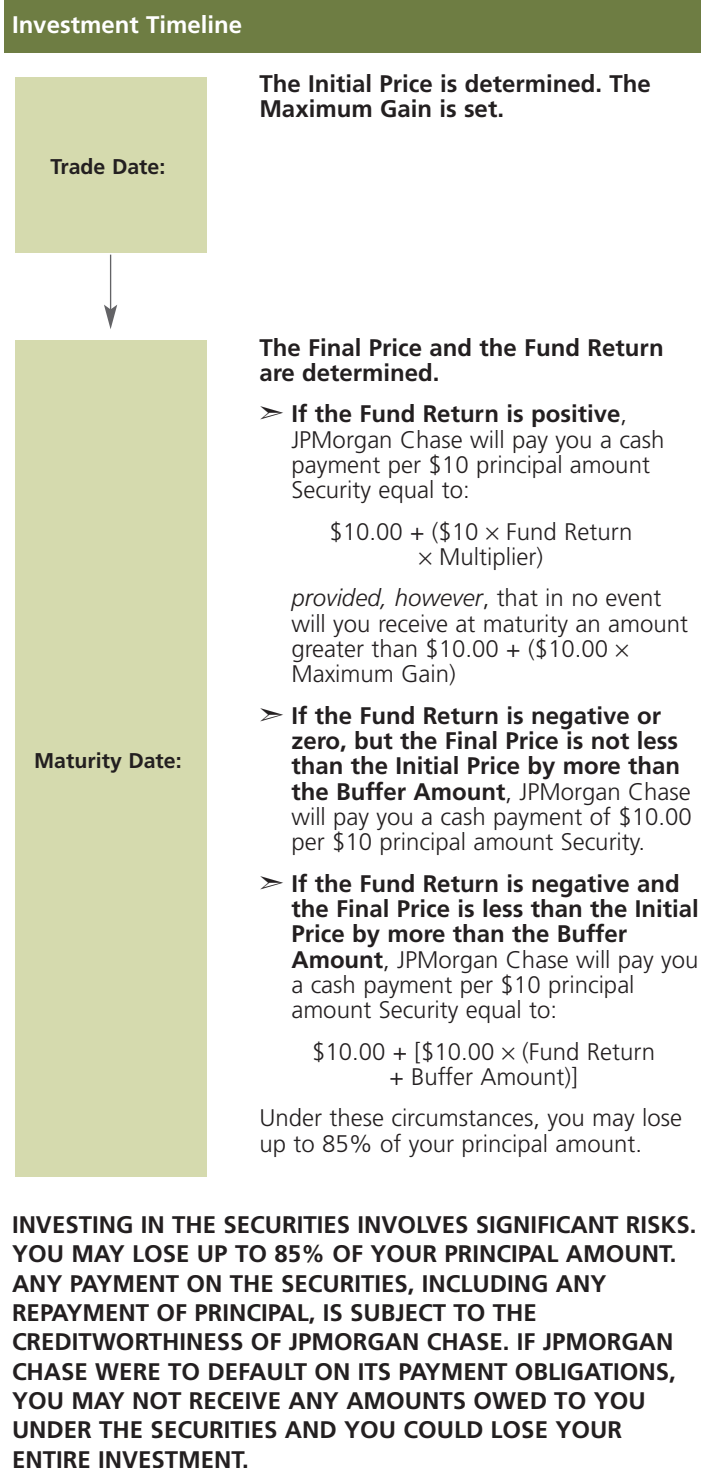 Investment Timeline
Trade Date:
The Initial Price is determined. The
Maximum Gain is set.
Maturity Date:
The Final Price and the Fund Return
are determined.
➣ If the Fund Return is positive,
JPMorgan Chase will pay you a cash
payment per $10 principal amount
Security equal to:
$10.00 + ($10 × Fund Return
× Multiplier)
provided, however, that in no event
will you receive at maturity an amount
greater than $10.00 + ($10.00 ×
Maximum Gain)
➣ If the Fund Return is negative or
zero, but the Final Price is not less
than the Initial Price by more than
the Buffer Amount, JPMorgan Chase
will pay you a cash payment of $10.00
per $10 principal amount Security.
➣ If the Fund Return is negative and
the Final Price is less than the Initial
Price by more than the Buffer
Amount, JPMorgan Chase will pay you
a cash payment per $10 principal
amount Security equal to:
$10.00 + [$10.00 × (Fund Return
+ Buffer Amount)]
Under these circumstances, you may lose
up to 85% of your principal amount.
INVESTING IN THE SECURITIES INVOLVES SIGNIFICANT RISKS.
YOU MAY LOSE UP TO 85% OF YOUR PRINCIPAL AMOUNT.
ANY PAYMENT ON THE SECURITIES, INCLUDING ANY
REPAYMENT OF PRINCIPAL, IS SUBJECT TO THE
CREDITWORTHINESS OF JPMORGAN CHASE. IF JPMORGAN
CHASE WERE TO DEFAULT ON ITS PAYMENT OBLIGATIONS,
YOU MAY NOT RECEIVE ANY AMOUNTS OWED TO YOU
UNDER THE SECURITIES AND YOU COULD LOSE YOUR
ENTIRE INVESTMENT.